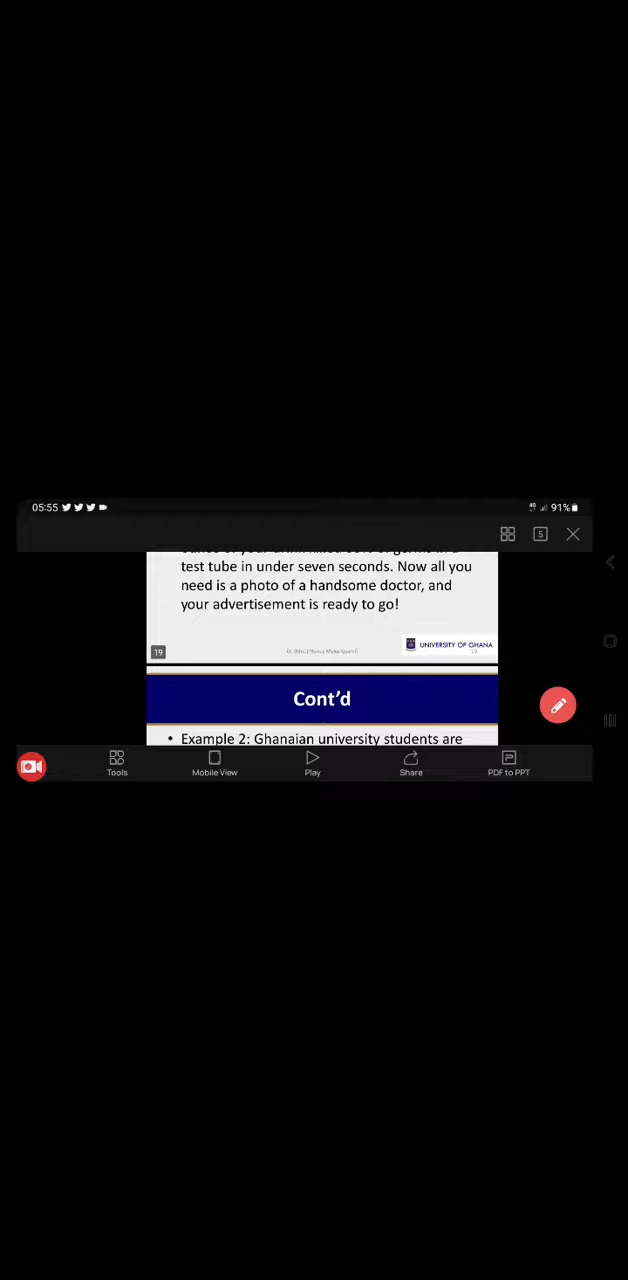 05:55
4G
91%
5
test tube in under seven seconds. Now all you
need is a photo of a handsome doctor, and
your advertisement is ready to go!
19
UNIVERSITY OF GHANA
Cont'd
• Example 2: Ghanaian university students are
Tools
Mobile View
Play
Share
PDF to PPT